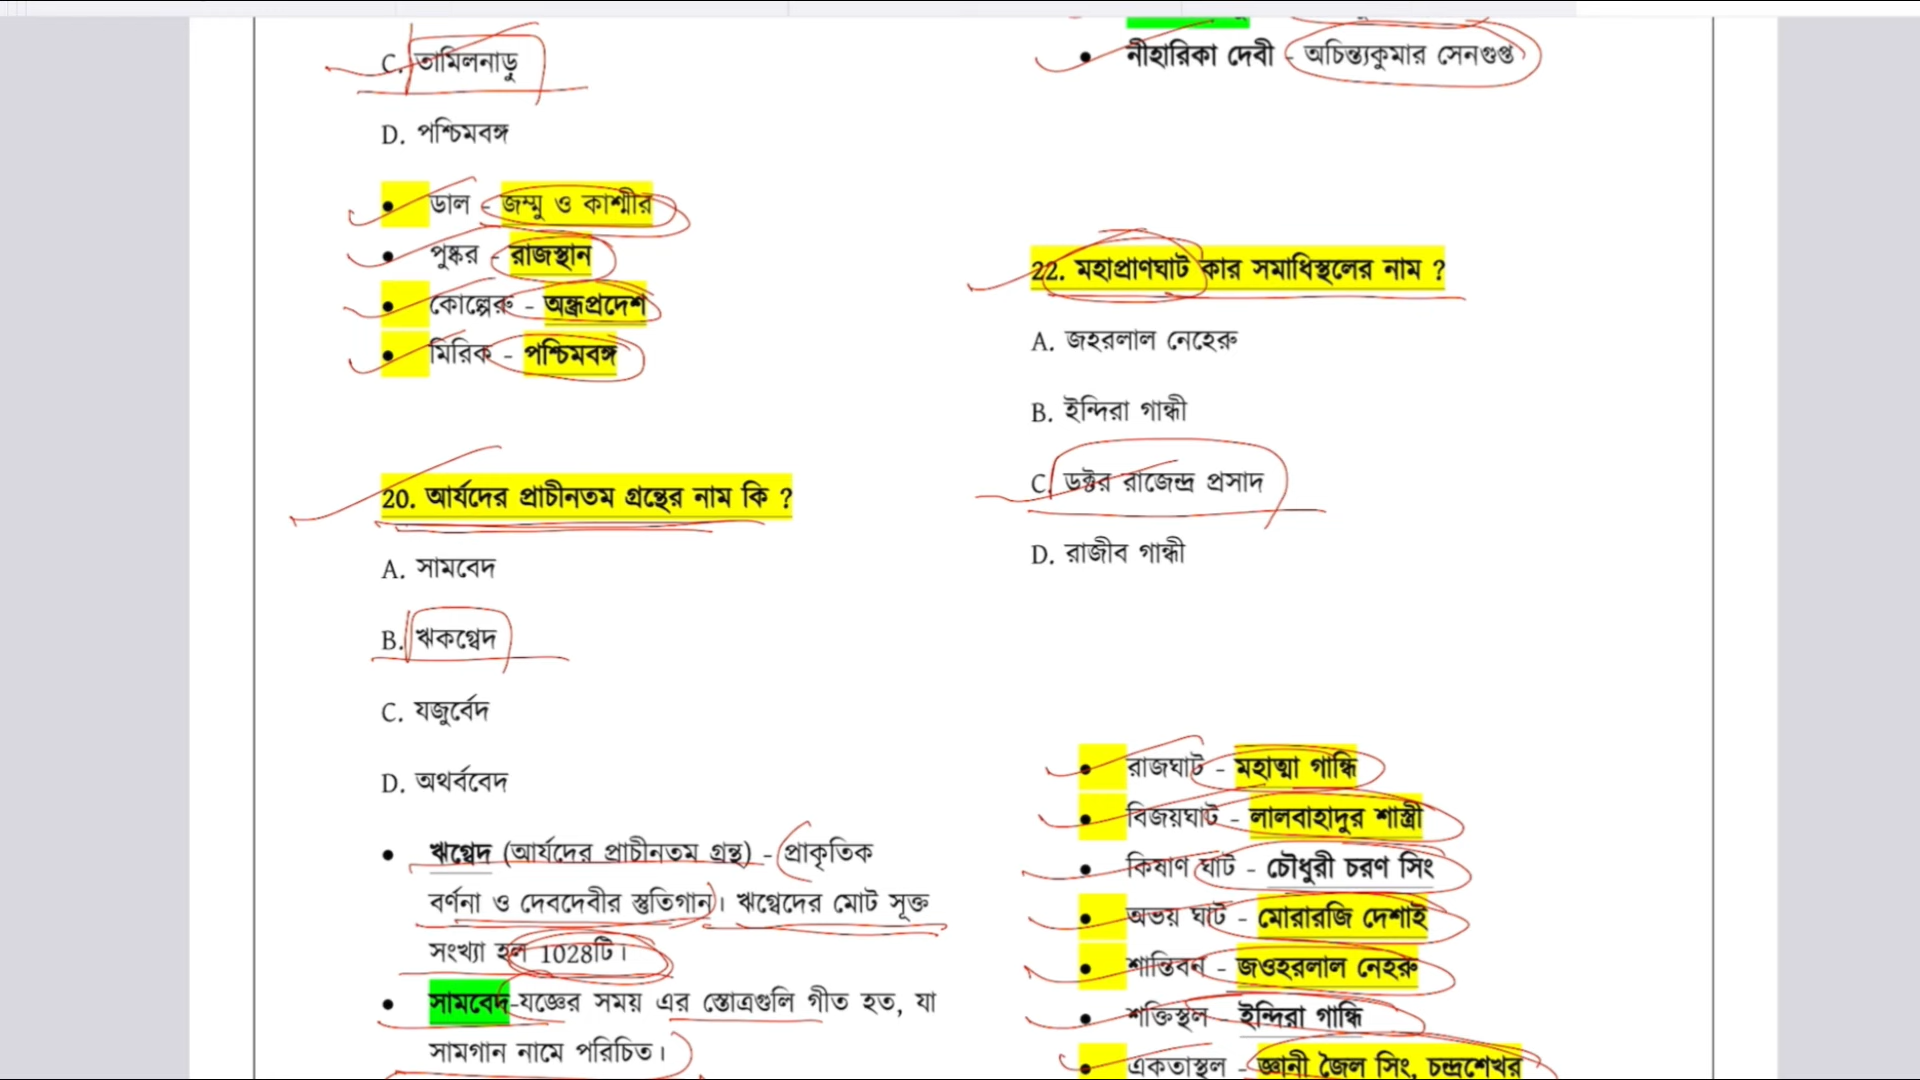 C. তামিলনাড়ু
D. পশ্চিমবঙ্গ
• ডাল - জম্মু ও কাশ্মীর
• পুষ্কর - রাজস্থান
• কোল্লেরু - অন্ধ্রপ্রদেশ
• মিরিক - পশ্চিমবঙ্গ
20. আর্যদের প্রাচীনতম গ্রন্থের নাম কি ?
A. সামবেদ
B. ঋকগ্বেদ
C. যজুর্বেদ
D. অথর্ববেদ
• ঋগ্বেদ (আর্যদের প্রাচীনতম গ্রন্থ) - প্রাকৃতিক
বর্ণনা ও দেবদেবীর স্তুতিগান। ঋগ্বেদের মোট সূক্ত
সংখ্যা হল 1028টি।
• সামবেদ-যজ্ঞের সময় এর স্তোত্রগুলি গীত হত, যা
সামগান নামে পরিচিত।
• নীহারিকা দেবী - অচিন্ত্যকুমার সেনগুপ্ত
22. মহাপ্রাণঘাট কার সমাধিস্থলের নাম ?
A. জহরলাল নেহেরু
B. ইন্দিরা গান্ধী
C. ডক্টর রাজেন্দ্র প্রসাদ
D. রাজীব গান্ধী
• রাজঘাট - মহাত্মা গান্ধি
• বিজয়ঘাট - লালবাহাদুর শাস্ত্রী
• কিষাণ ঘাট - চৌধুরী চরণ সিং
• অভয় ঘাট - মোরারজি দেশাই
• শান্তিবন - জওহরলাল নেহরু
• শক্তিস্থল - ইন্দিরা গান্ধি
• একতাস্থল - জ্ঞানী জৈল সিং, চন্দ্রশেখর